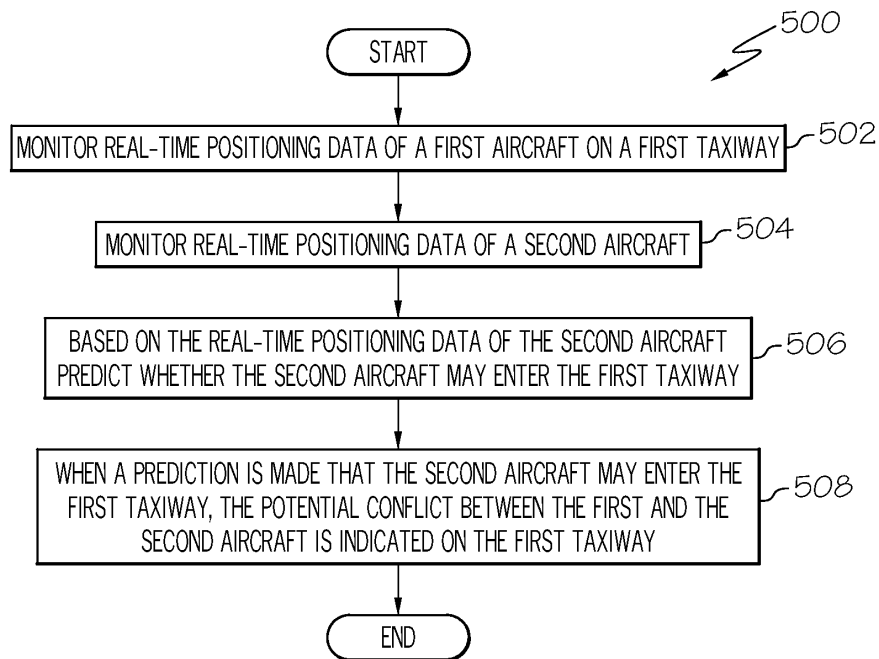 500
START
MONITOR REAL-TIME POSITIONING DATA OF A FIRST AIRCRAFT ON A FIRST TAXIWAY
502
MONITOR REAL-TIME POSITIONING DATA OF A SECOND AIRCRAFT
504
BASED ON THE REAL-TIME POSITIONING DATA OF THE SECOND AIRCRAFT
PREDICT WHETHER THE SECOND AIRCRAFT MAY ENTER THE FIRST TAXIWAY
506
WHEN A PREDICTION IS MADE THAT THE SECOND AIRCRAFT MAY ENTER THE
FIRST TAXIWAY, THE POTENTIAL CONFLICT BETWEEN THE FIRST AND THE
SECOND AIRCRAFT IS INDICATED ON THE FIRST TAXIWAY
508
END